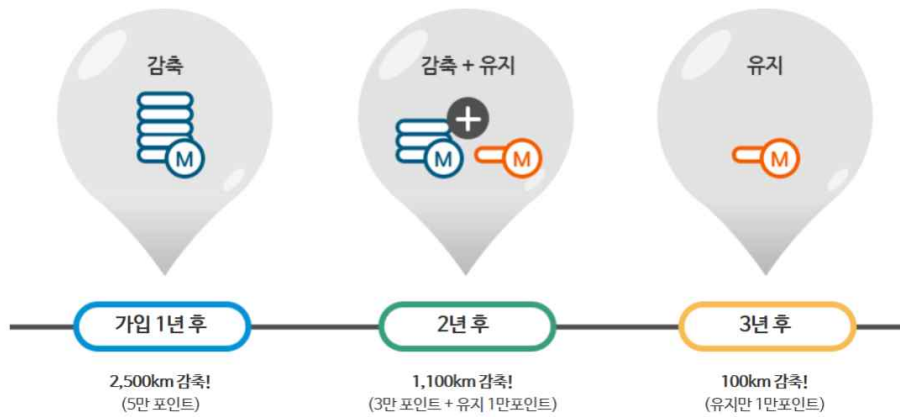 감축
감축 + 유지
유지
M
M
M
M
가입 1년 후
2년 후
3년 후
2,500km 감축!
(5만 포인트)
1,100km 감축!
(3만 포인트 + 유지 1만포인트)
100km 감축!
(유지만 1만포인트)